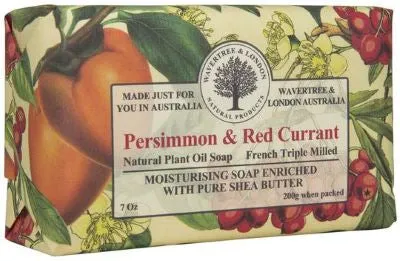 WAVERTREE & LONDON
NATURAL PRODUCTS
MADE JUST FOR
YOU IN AUSTRALIA
WAVERTREE &
LONDON AUSTRALIA
Persimmon & Red Currant
Natural Plant Oil Soap French Triple Milled
MOISTURISING SOAP ENRICHED
WITH PURE SHEA BUTTER
7 Oz
200g when packed